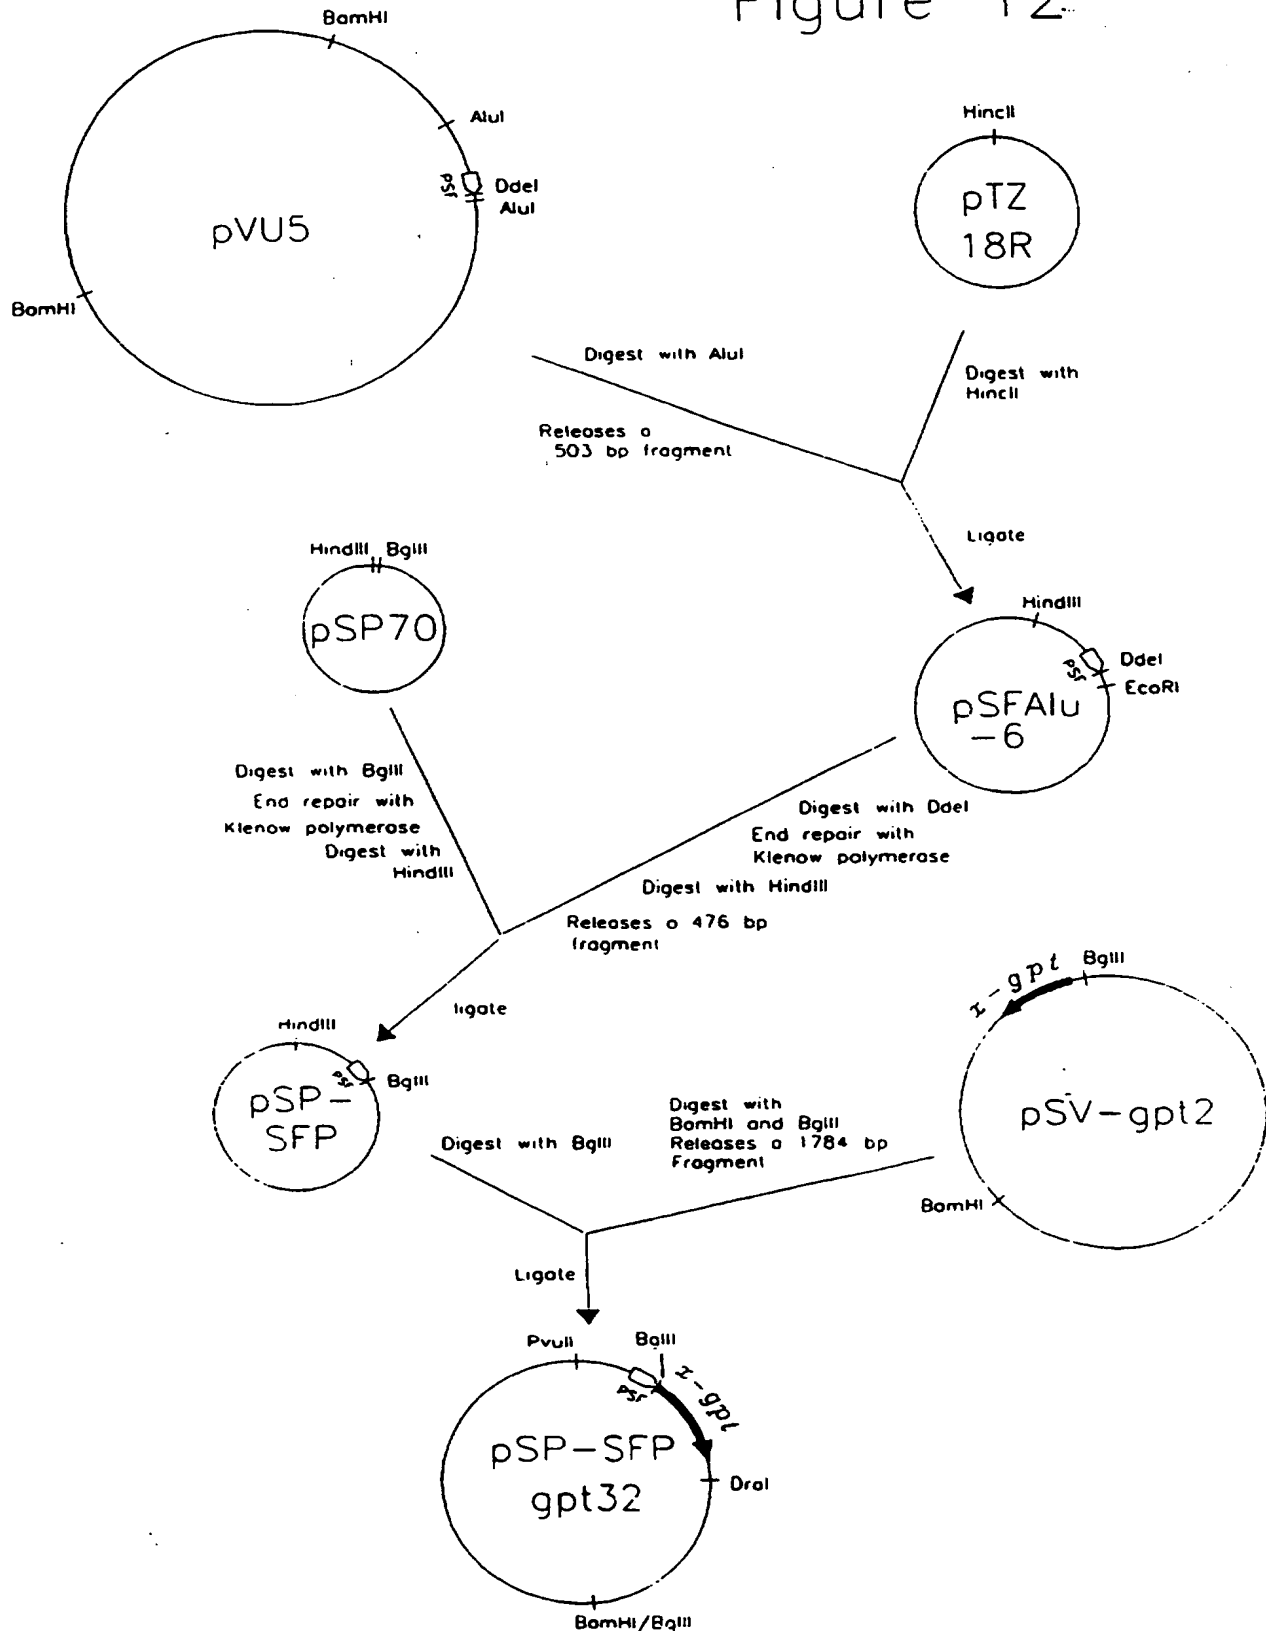 Figure 12
BamHI
AluI
pSf
DdeI
AluI
pVU5
BamHI
HincII
pTZ
18R
Digest with AluI
Releases a
503 bp fragment
Digest with
HincII
Ligate
HindIII BglII
pSP70
HindIII
pSf
DdeI
EcoRI
pSFAlu
-6
Digest with BglII
End repair with
Klenow polymerase
Digest with
HindIII
Digest with DdeI
End repair with
Klenow polymerase
Digest with HindIII
Releases a 476 bp
fragment
ligate
HindIII
pSf
BglII
pSP-
SFP
x-gpt
BglII
pSV-gpt2
BamHI
Digest with BglII
Digest with
BamHI and BglII
Releases a 1784 bp
Fragment
Ligate
PvuII
BglII
pSf
x-gpt
pSP-SFP
gpt32
DraI
BamHI/BglII